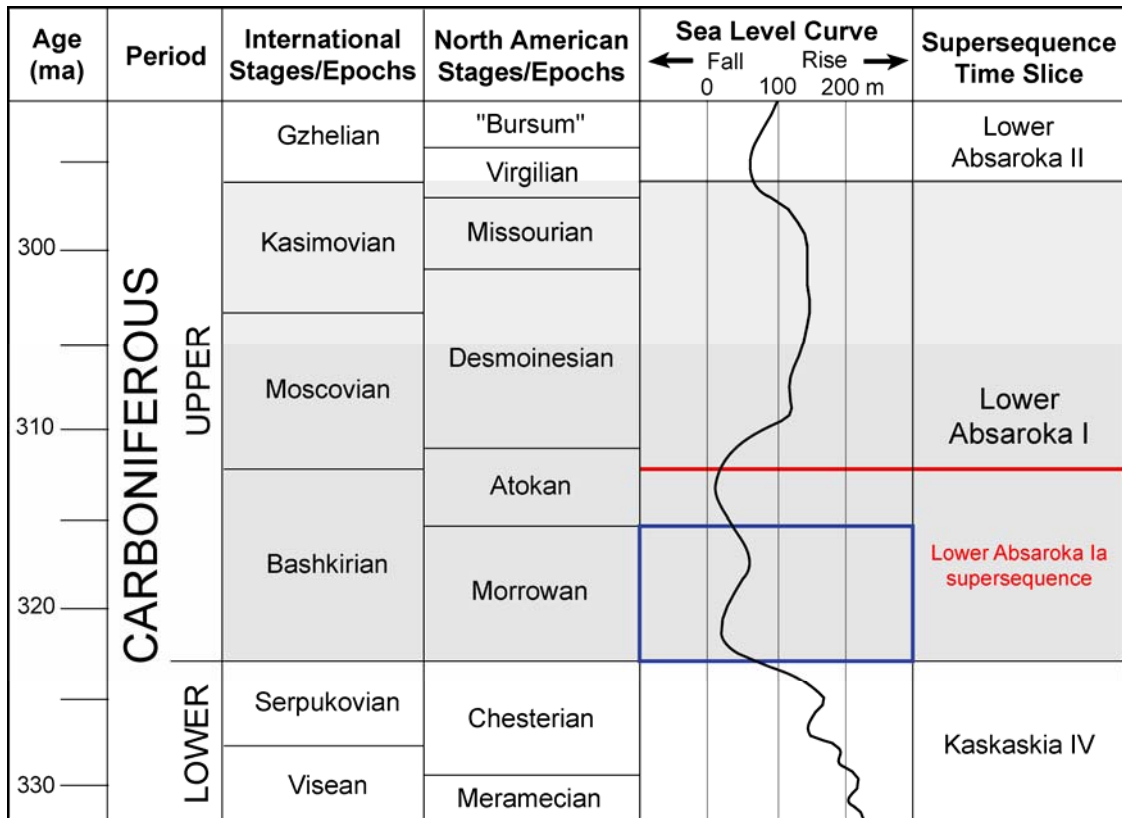 Age
(ma)
Period
International
Stages/Epochs
North American
Stages/Epochs
Sea Level Curve
Fall Rise
0 100 200 m
Supersequence
Time Slice
300
310
320
330
CARBONIFEROUS
UPPER
LOWER
Gzhelian
Kasimovian
Moscovian
Bashkirian
Serpukovian
Visean
"Bursum"
Virgilian
Missourian
Desmoinesian
Atokan
Morrowan
Chesterian
Meramecian
Lower
Absaroka II
Lower
Absaroka I
Lower Absaroka Ia
supersequence
Kaskaskia IV